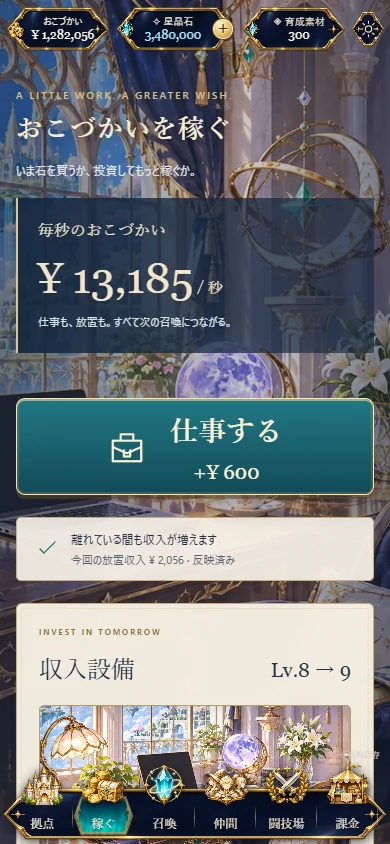 おこづかい
¥ 1,282,056
✧ 星晶石
3,480,000
+
◈ 育成素材
300
A LITTLE WORK. A GREATER WISH.
おこづかいを稼ぐ
いま石を買うか、投資してもっと稼ぐか。
毎秒のおこづかい
¥ 13,185 / 秒
仕事も、放置も。すべて次の召喚につながる。
仕事する
+¥ 600
離れている間も収入が増えます
今回の放置収入 ¥ 2,056 · 反映済み
INVEST IN TOMORROW
収入設備
Lv.8 → 9
拠点
稼ぐ
召喚
仲間
闘技場
課金